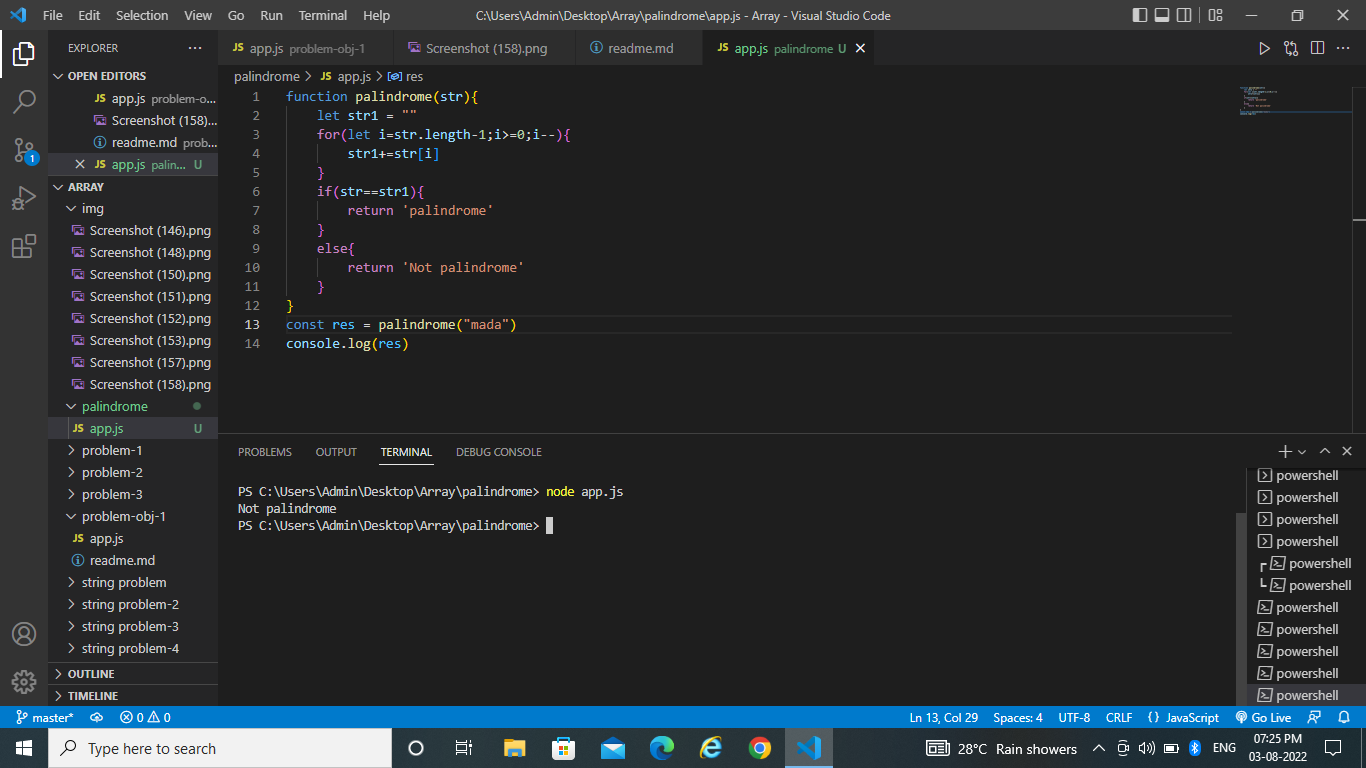 File Edit Selection View Go Run Terminal Help C:\Users\Admin\Desktop\Array\palindrome\app.js - Array - Visual Studio Code
EXPLORER ...
JS app.js problem-obj-1 Screenshot (158).png readme.md JS app.js palindrome U
OPEN EDITORS
JS app.js problem-o...
Screenshot (158)...
readme.md prob...
JS app.js palin... U
ARRAY
img
Screenshot (146).png
Screenshot (148).png
Screenshot (150).png
Screenshot (151).png
Screenshot (152).png
Screenshot (153).png
Screenshot (157).png
Screenshot (158).png
palindrome
JS app.js U
problem-1
problem-2
problem-3
problem-obj-1
JS app.js
readme.md
string problem
string problem-2
string problem-3
string problem-4
OUTLINE
TIMELINE
1
palindrome > JS app.js > res
1 function palindrome(str){
2 let str1 = ""
3 for(let i=str.length-1;i>=0;i--){
4 str1+=str[i]
5 }
6 if(str==str1){
7 return 'palindrome'
8 }
9 else{
10 return 'Not palindrome'
11 }
12 }
13 const res = palindrome("mada")
14 console.log(res)
PROBLEMS OUTPUT TERMINAL DEBUG CONSOLE
PS C:\Users\Admin\Desktop\Array\palindrome> node app.js
Not palindrome
PS C:\Users\Admin\Desktop\Array\palindrome>
powershell
powershell
powershell
powershell
powershell
powershell
powershell
powershell
powershell
powershell
powershell
master* 0 0 Ln 13, Col 29 Spaces: 4 UTF-8 CRLF {} JavaScript Go Live
Type here to search 28°C Rain showers ENG 07:25 PM
03-08-2022